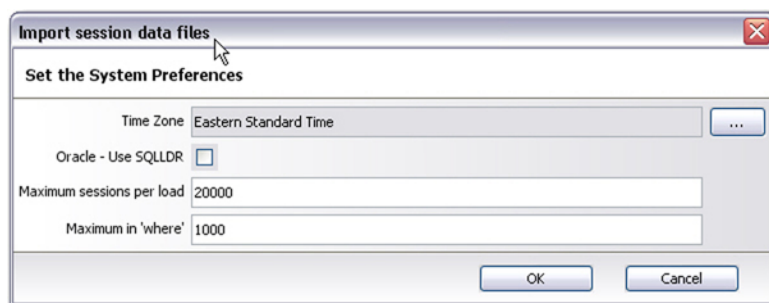 Import session data files
Set the System Preferences
Time Zone Eastern Standard Time ...
Oracle - Use SQLLDR
Maximum sessions per load 20000
Maximum in 'where' 1000
OK Cancel